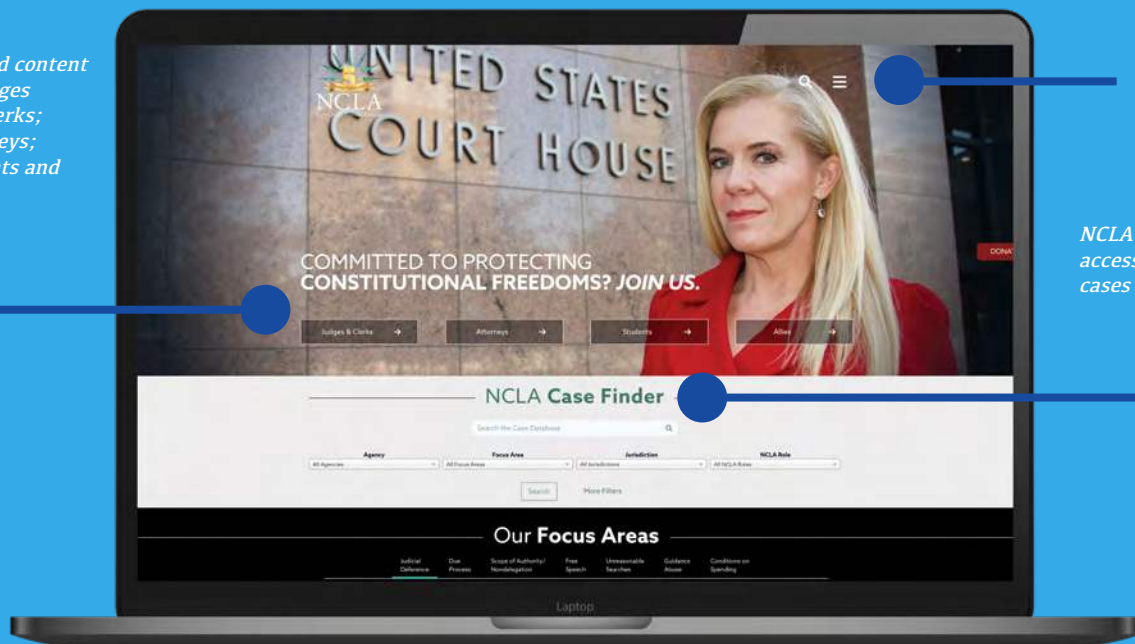 d content
ges
erks;
eys;
ts and
UNITED STATES
COURT HOUSE
NCLA
COMMITTED TO PROTECTING
CONSTITUTIONAL FREEDOMS? JOIN US.
DONAT
Judges & Clerks → Attorneys → Students → Allies →
NCLA
access
cases
NCLA Case Finder
Search the Case Database
Agency Focus Area Jurisdiction NCLA Role
All Agencies All Focus Areas All Jurisdictions All NCLA Roles
Search More Filters
Our Focus Areas
Judicial Due Scope of Authority/ Free Unreasonable Guidance Conditions on
Deference Process Nondelegation Speech Searches Abuse Spending
Laptop